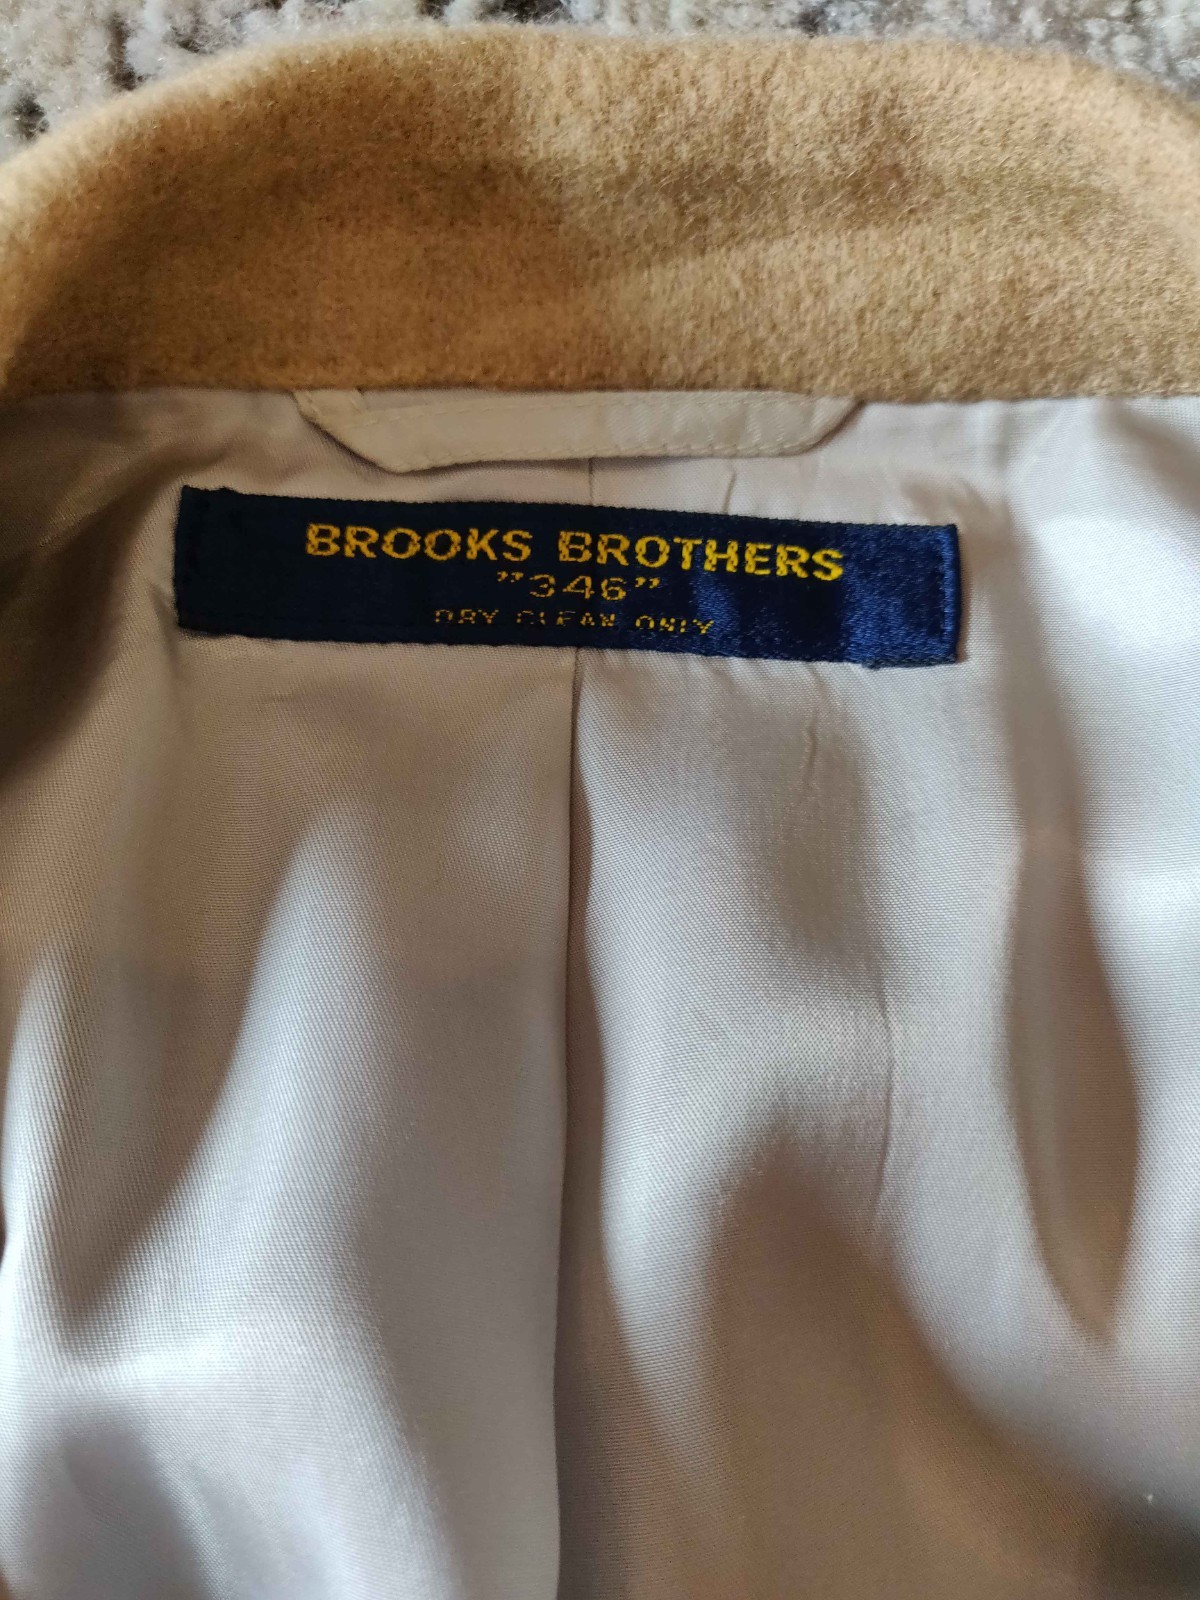 BROOKS BROTHERS
”346”
DRY CLEAN ONLY